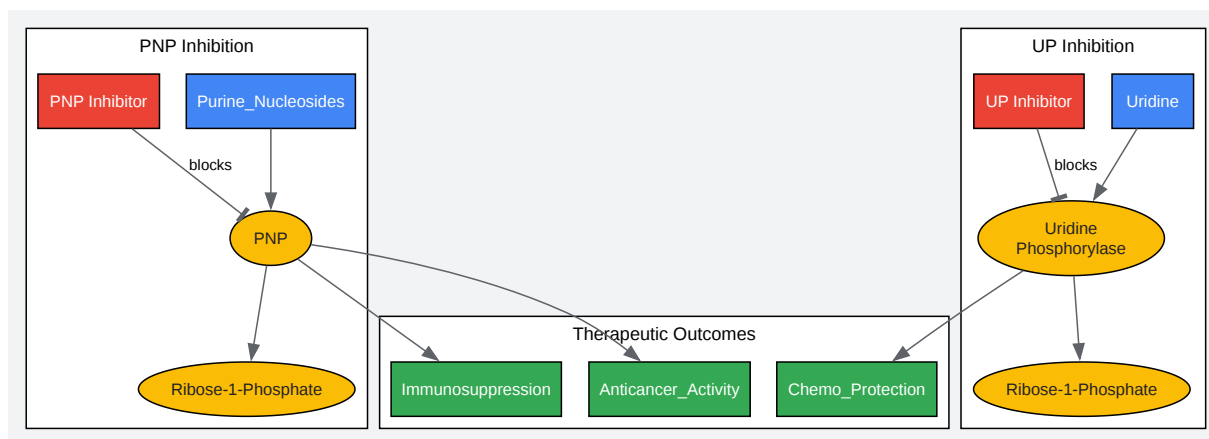 PNP Inhibition
UP Inhibition
PNP Inhibitor
Purine_Nucleosides
UP Inhibitor
Uridine
blocks
blocks
PNP
Uridine
Phosphorylase
Therapeutic Outcomes
Ribose-1-Phosphate
Immunosuppression
Anticancer_Activity
Chemo_Protection
Ribose-1-Phosphate